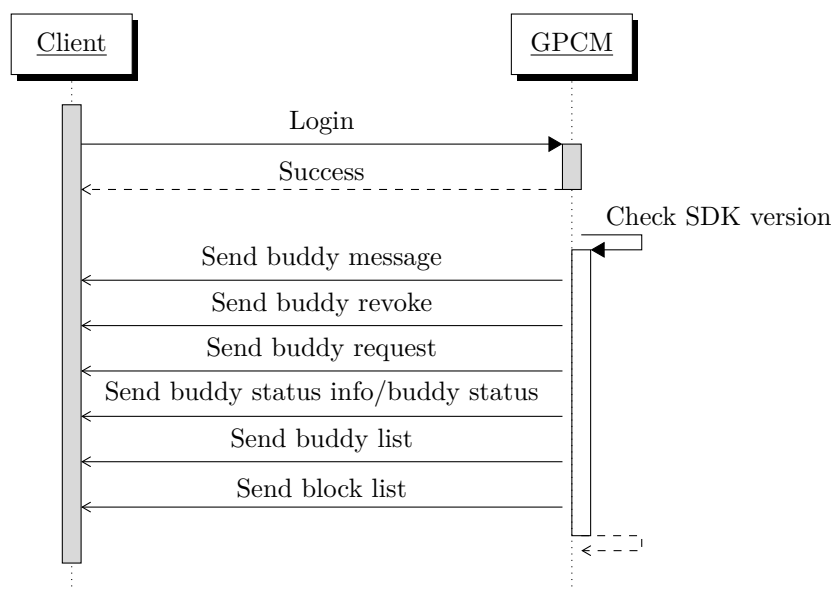 Client
GPCM
Login
Success
Check SDK version
Send buddy message
Send buddy revoke
Send buddy request
Send buddy status info/buddy status
Send buddy list
Send block list